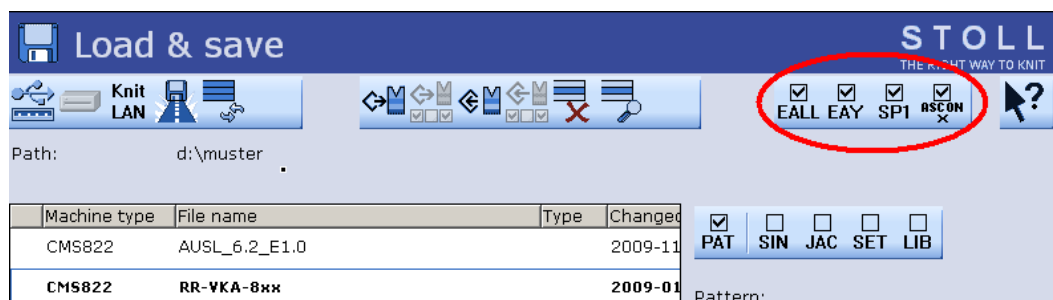 Load & save
STOLL
THE RIGHT WAY TO KNIT
Knit
LAN
EALL EAY SP1 ASCON
?
Path: d:\muster
Machine type File name Type Changed
CMS822 AUSL_6.2_E1.0 2009-11
CMS822 RR-VKA-8xx 2009-01
PAT SIN JAC SET LIB
Pattern: